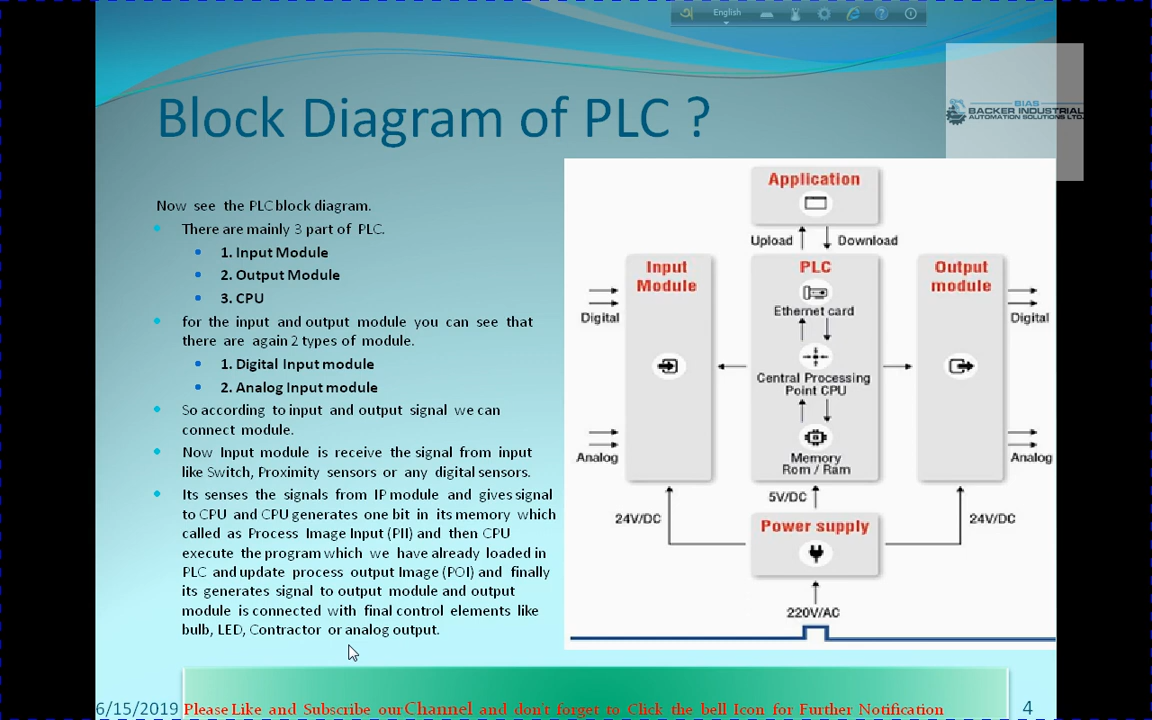 English
BIAS
BACKER INDUSTRIAL
AUTOMATION SOLUTIONS LTD.
Block Diagram of PLC ?
Now see the PLC block diagram.
There are mainly 3 part of PLC.
1. Input Module
2. Output Module
3. CPU
for the input and output module you can see that
there are again 2 types of module.
1. Digital Input module
2. Analog Input module
So according to input and output signal we can
connect module.
Now Input module is receive the signal from input
like Switch, Proximity sensors or any digital sensors.
Its senses the signals from IP module and gives signal
to CPU and CPU generates one bit in its memory which
called as Process Image Input (PII) and then CPU
execute the program which we have already loaded in
PLC and update process output Image (POI) and finally
its generates signal to output module and output
module is connected with final control elements like
bulb, LED, Contractor or analog output.
Application
Upload
Download
Input
Module
PLC
Output
module
Ethernet card
Digital
Digital
Central Processing
Point CPU
Analog
Analog
Memory
Rom / Ram
5V/DC
24V/DC
24V/DC
Power supply
220V/AC
6/15/2019
Please Like and Subscribe our Channel and don't forget to Click the bell Icon for Further Notification
4